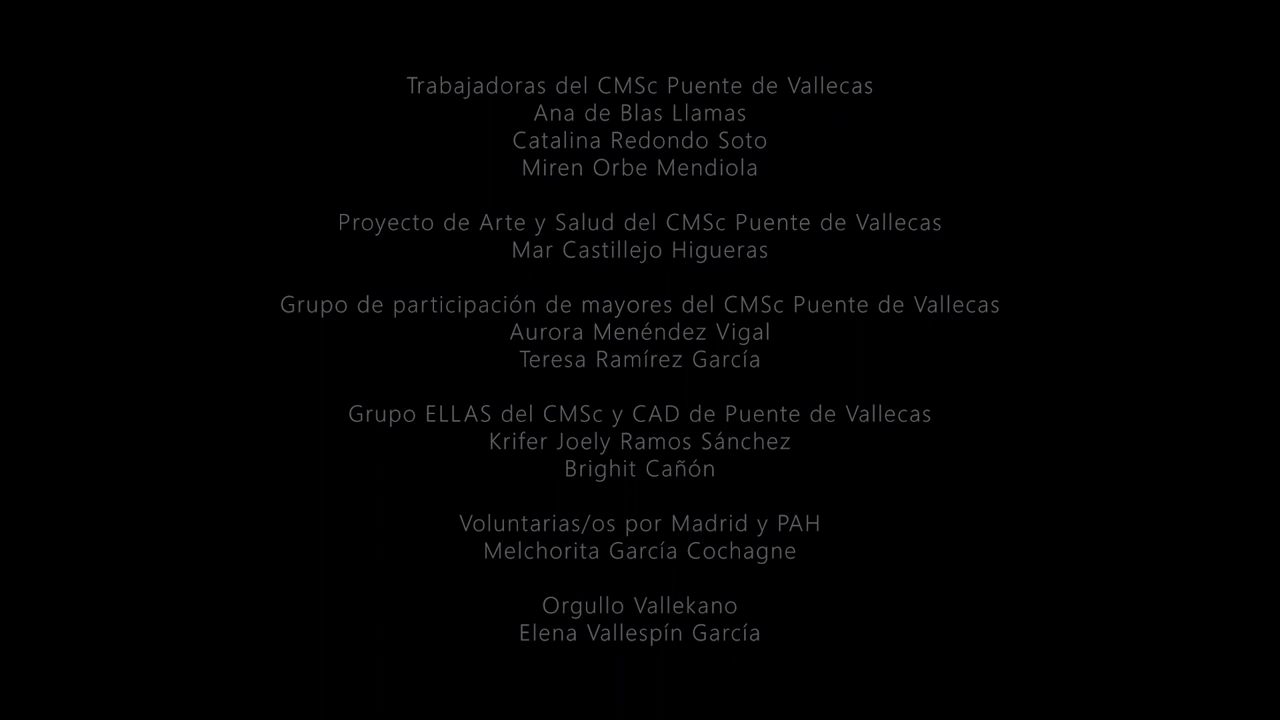 Trabajadoras del CMSc Puente de Vallecas
Ana de Blas Llamas
Catalina Redondo Soto
Miren Orbe Mendiola
Proyecto de Arte y Salud del CMSc Puente de Vallecas
Mar Castillejo Higueras
Grupo de participación de mayores del CMSc Puente de Vallecas
Aurora Menéndez Vigal
Teresa Ramírez García
Grupo ELLAS del CMSc y CAD de Puente de Vallecas
Krifer Joely Ramos Sánchez
Brighit Cañón
Voluntarias/os por Madrid y PAH
Melchorita García Cochagne
Orgullo Vallekano
Elena Vallespín García